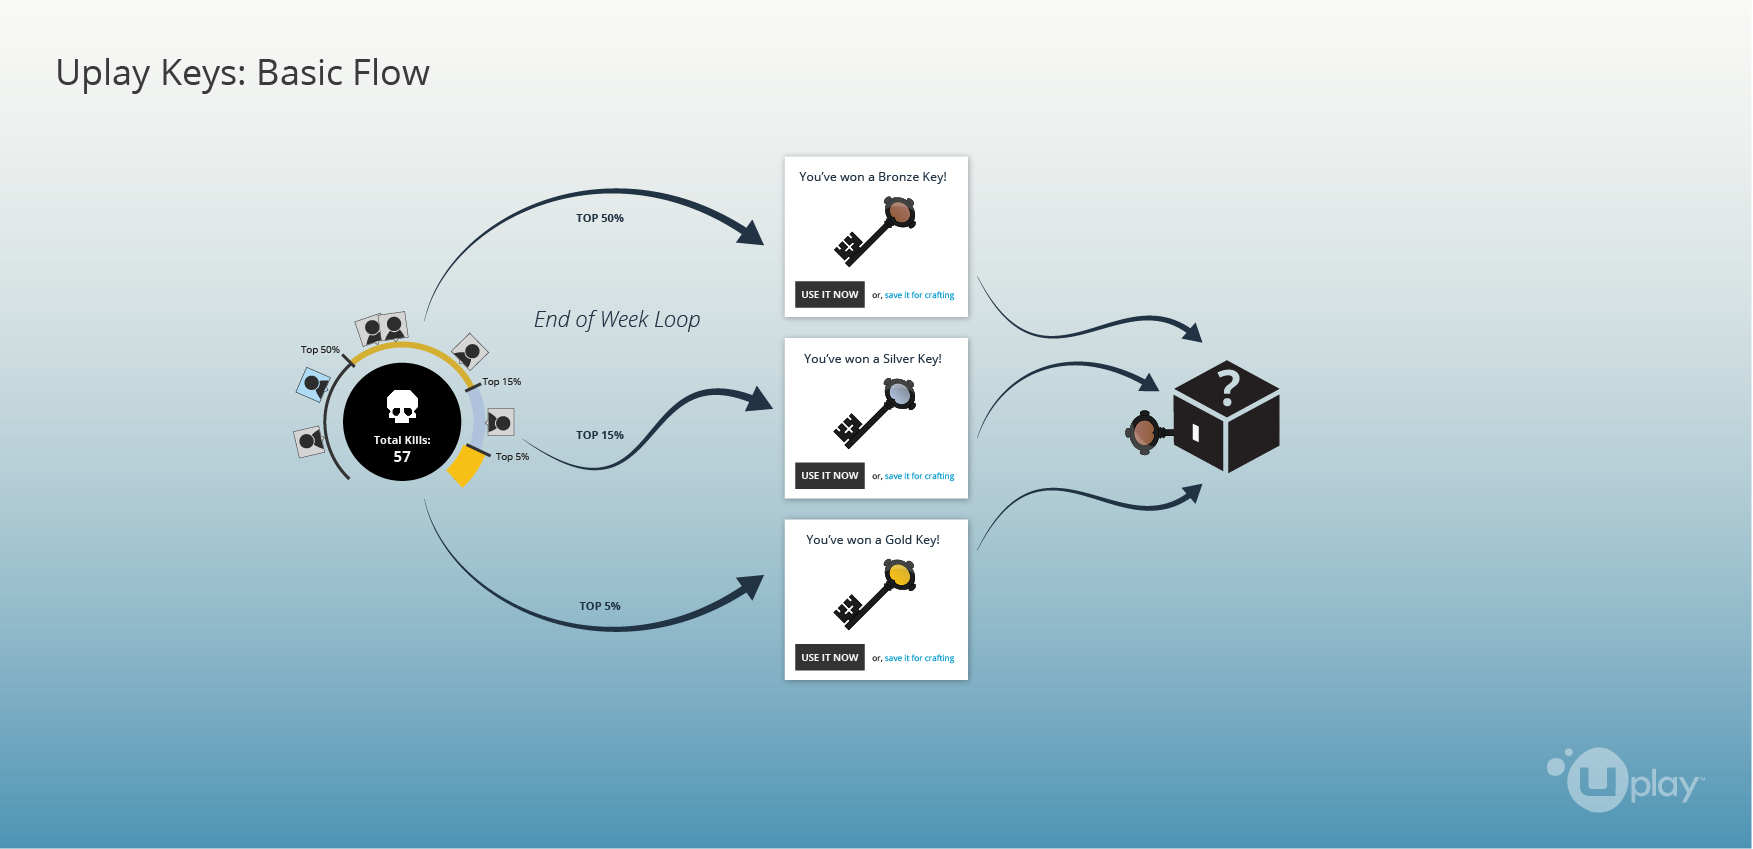 Uplay Keys: Basic Flow
You've won a Bronze Key!
USE IT NOW or, save it for crafting
TOP 50%
End of Week Loop
Top 50%
Top 15%
Top 5%
Total Kills:
57
TOP 15%
You've won a Silver Key!
USE IT NOW or, save it for crafting
?
TOP 5%
You've won a Gold Key!
USE IT NOW or, save it for crafting
Uplay™